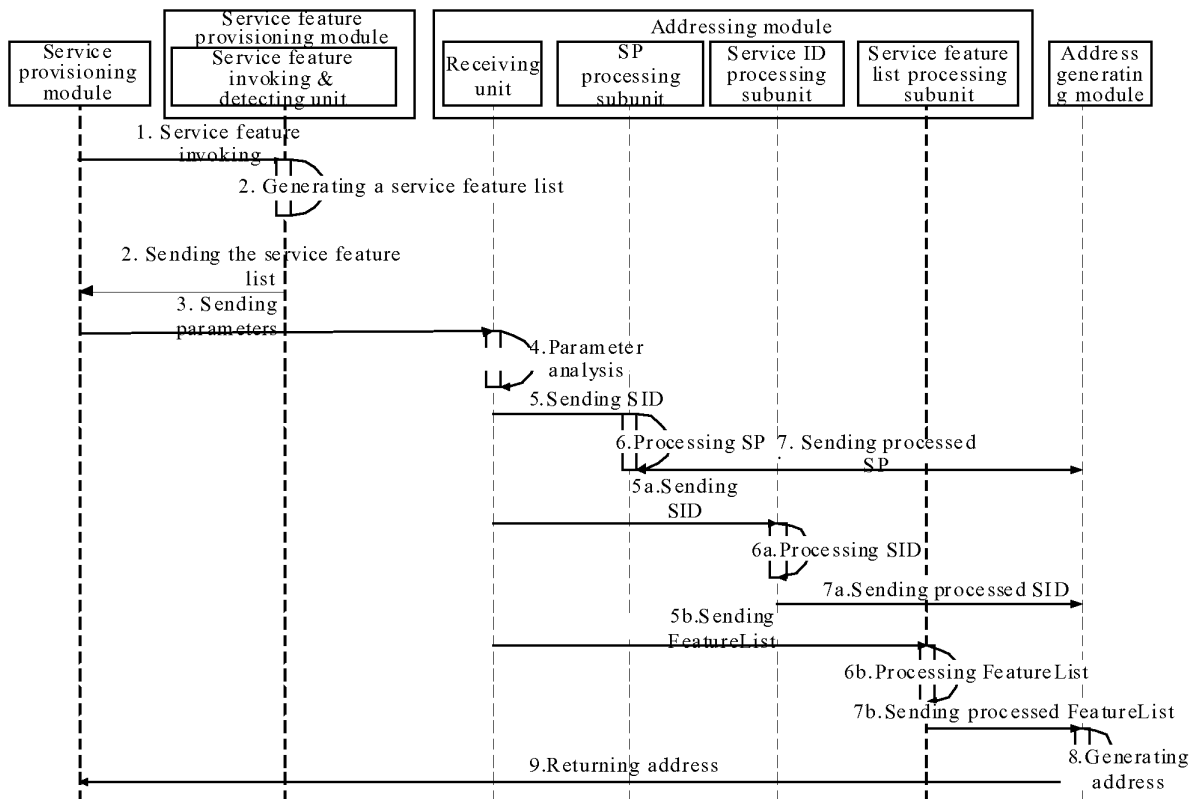 Service feature
provisioning module
Addressing module
Service
provisioning
module
Service feature
invoking &
detecting unit
Receiving
unit
SP
processing
subunit
Service ID
processing
subunit
Service feature
list processing
subunit
Address
generatin
g module
1. Service feature
invoking
2. Generating a service feature list
2. Sending the service feature
list
3. Sending
parameters
4.Parameter
analysis
5.Sending SID
6.Processing SP
7. Sending processed
SP
5a.Sending
SID
6a.Processing SID
7a.Sending processed SID
5b.Sending
FeatureList
6b.Processing FeatureList
7b.Sending processed FeatureList
8.Generating
address
9.Returning address